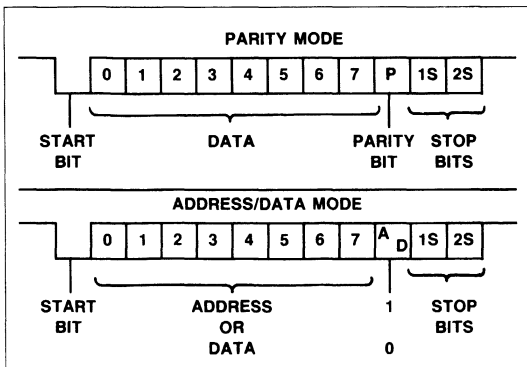 PARITY MODE
0 1 2 3 4 5 6 7 P 1S 2S
START BIT DATA PARITY BIT STOP BITS
ADDRESS/DATA MODE
0 1 2 3 4 5 6 7 A D 1S 2S
START BIT ADDRESS OR DATA 1 0 STOP BITS